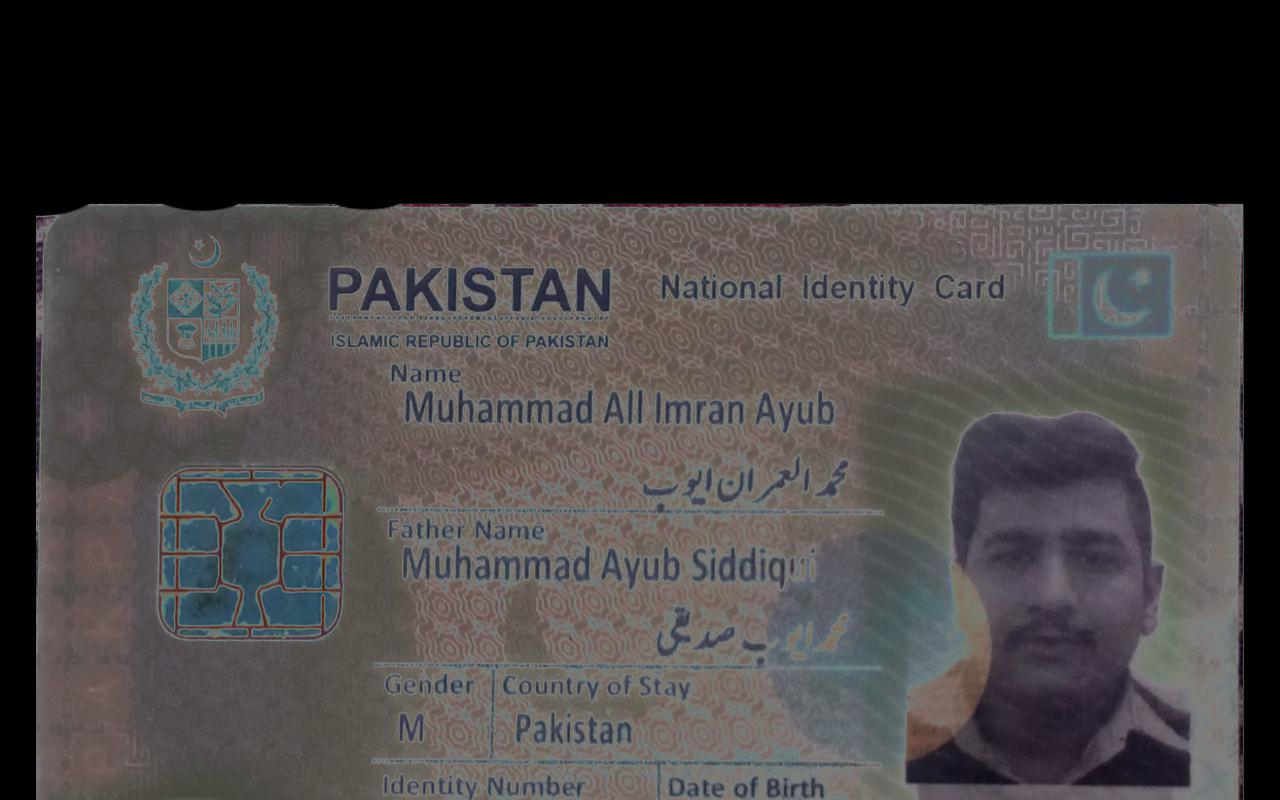 PAKISTAN National Identity Card
ISLAMIC REPUBLIC OF PAKISTAN
Name
Muhammad All Imran Ayub
محمد العمران ایوب
Father Name
Muhammad Ayub Siddiqui
محمد ایوب صدیقی
Gender Country of Stay
M Pakistan
Identity Number Date of Birth